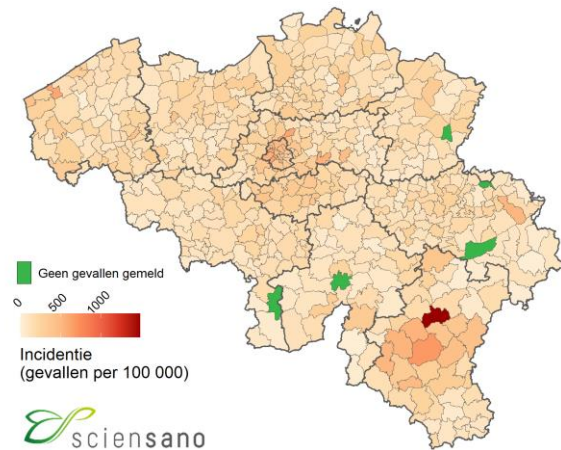 Geen gevallen gemeld
0
500
1000
Incidentie
(gevallen per 100 000)
sciensano